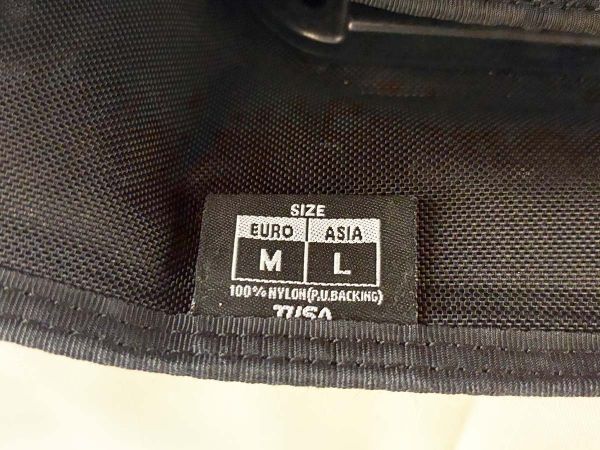 SIZE
EURO ASIA
M L
100%NYLON(P.U.BACKING)
TUSA